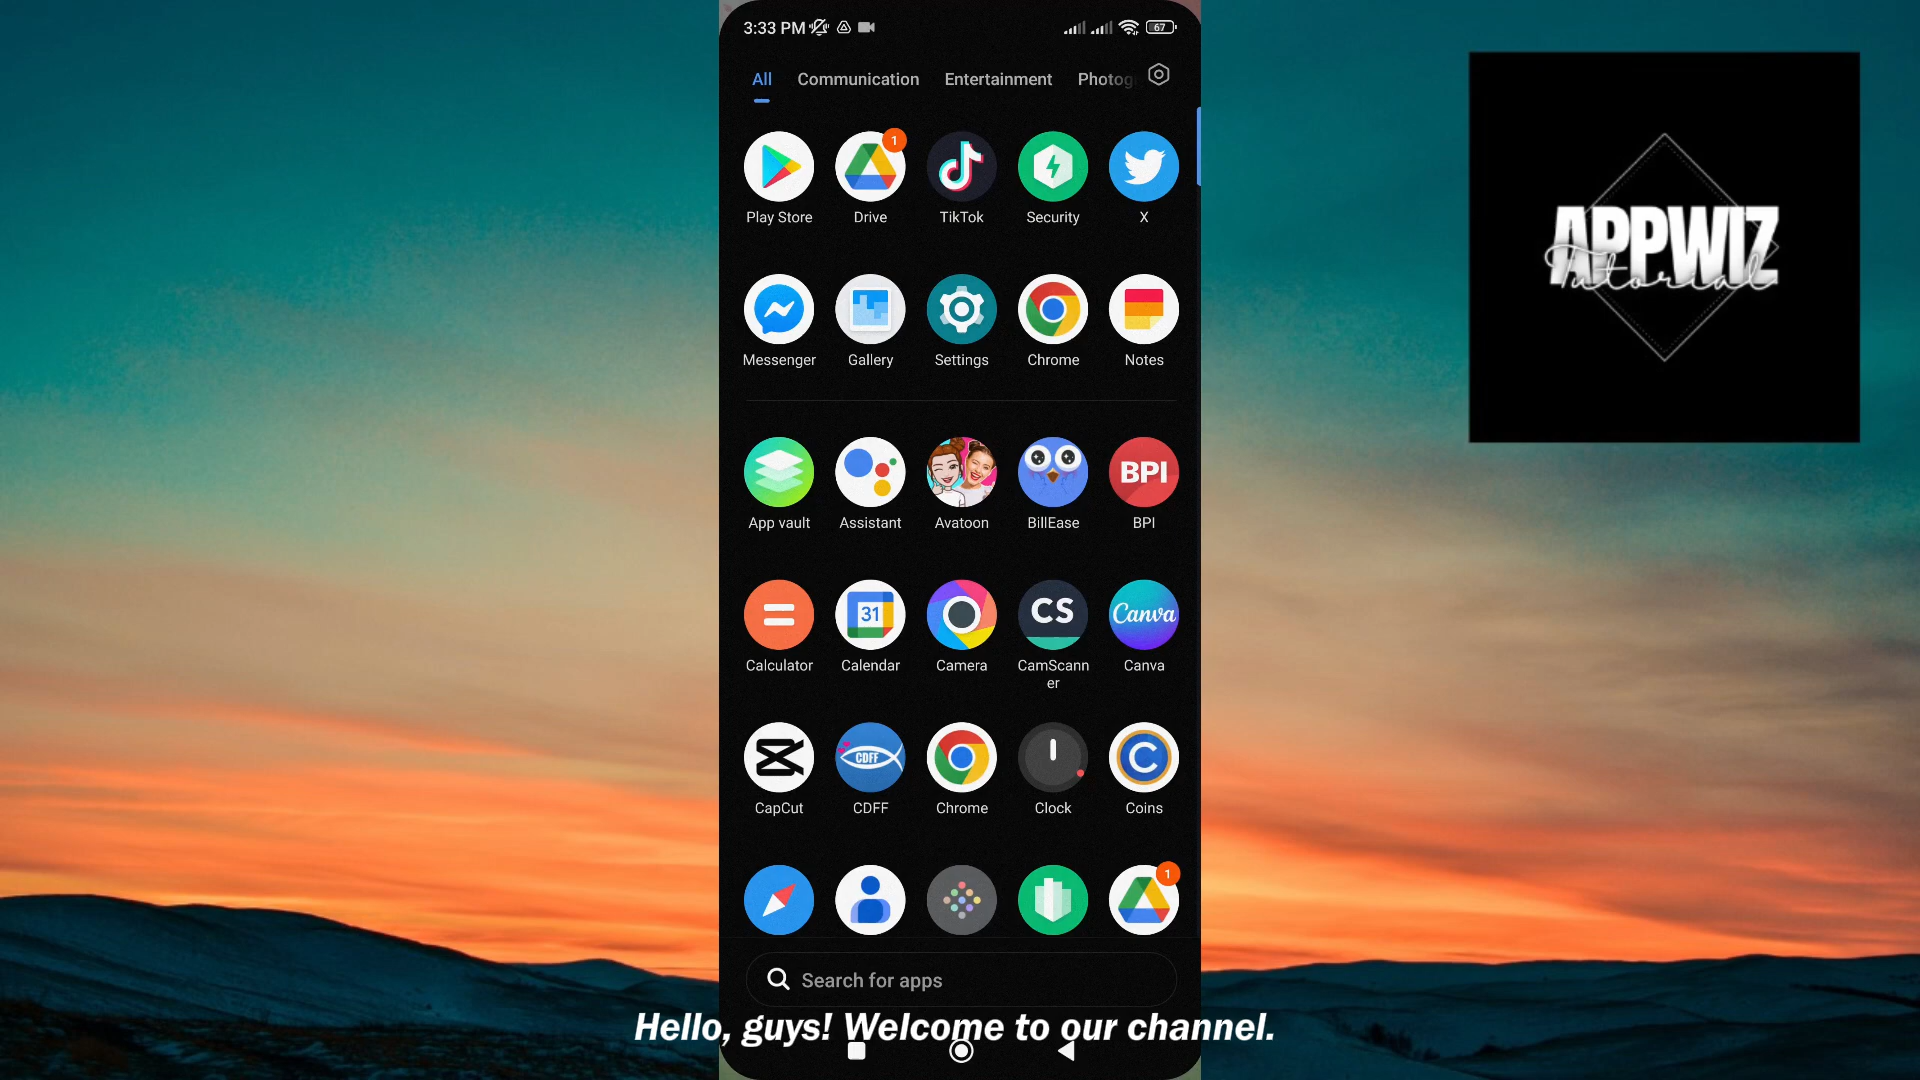 3:33 PM
67
All Communication Entertainment Photog
1
Play Store Drive TikTok Security X
Messenger Gallery Settings Chrome Notes
BPI
App vault Assistant Avatoon BillEase BPI
31
CS
Canva
Calculator Calendar Camera CamScann
er
Canva
CDFF
C
CapCut CDFF Chrome Clock Coins
1
Search for apps
Hello, guys! Welcome to our channel.
APPWIZ
Tutorial